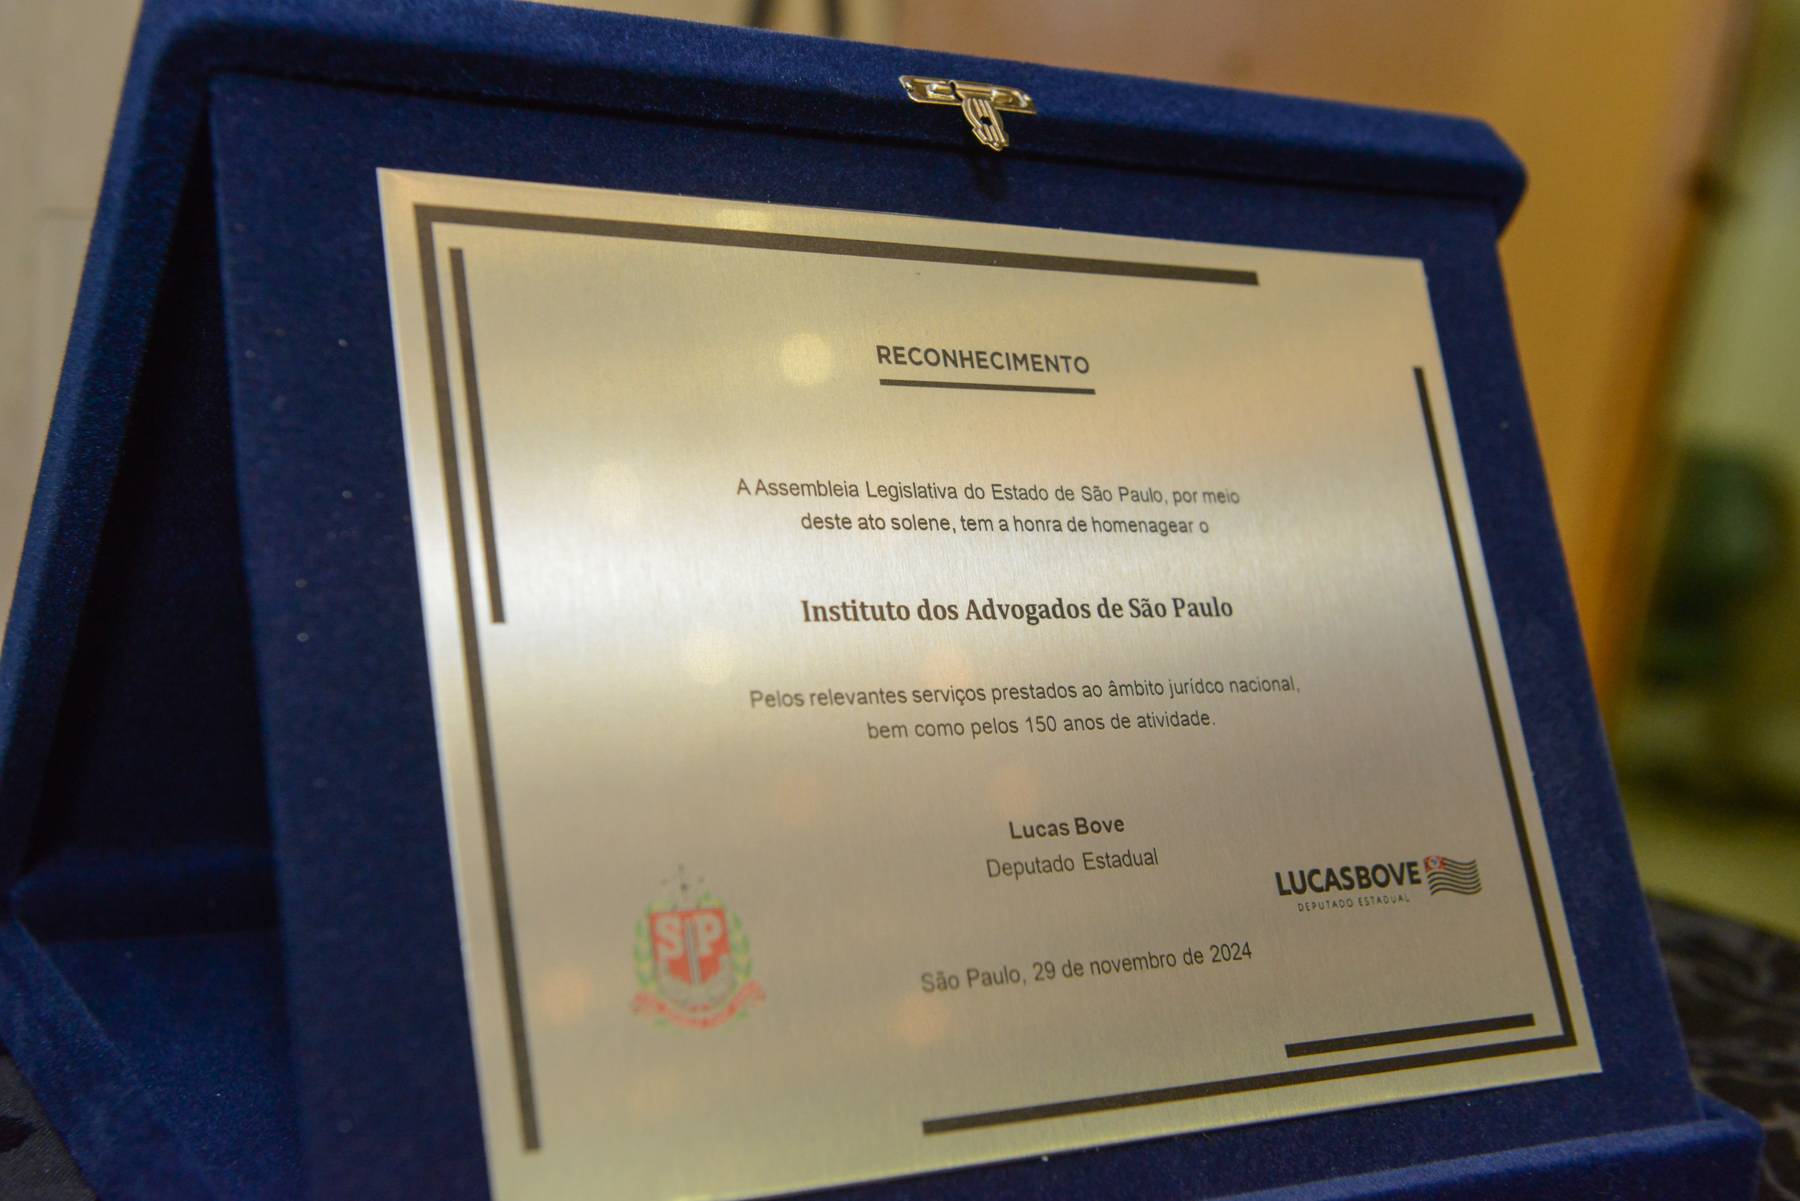 RECONHECIMENTO
A Assembleia Legislativa do Estado de São Paulo, por meio
deste ato solene, tem a honra de homenagear o
Instituto dos Advogados de São Paulo
Pelos relevantes serviços prestados ao âmbito jurídco nacional,
bem como pelos 150 anos de atividade.
Lucas Bove
Deputado Estadual
LUCASBOVE
DEPUTADO ESTADUAL
SP
São Paulo, 29 de novembro de 2024